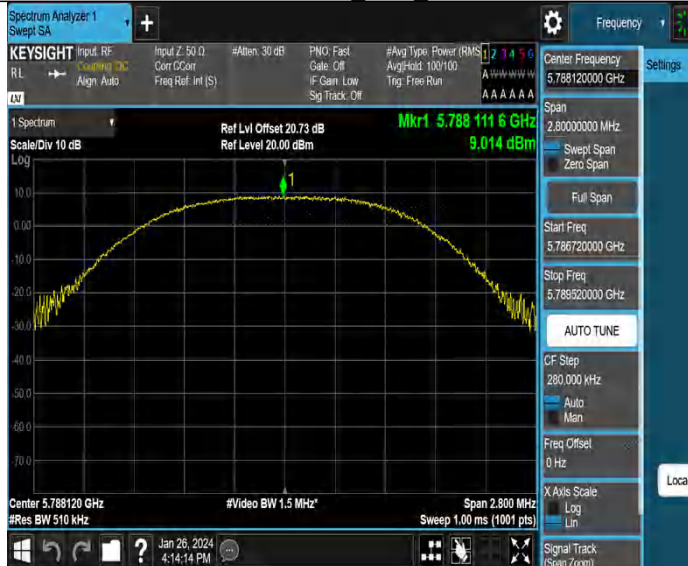 Spectrum Analyzer 1
Swept SA
+
Frequency
KEYSIGHT Input: RF
RL
Coupling: DC
Align: Auto
LXI
Input Z: 50 Ω
Corr CCorr
Freq Ref: Int (S)
#Atten: 30 dB
PNO: Fast
Gate: Off
IF Gain: Low
Sig Track: Off
#Avg Type: Power (RMS
Avg|Hold: 100/100
Trig: Free Run
1 2 3 4 5 6
A W W W W W
A A A A A A
1 Spectrum
Scale/Div 10 dB
Log
Ref Lvl Offset 20.73 dB
Ref Level 20.00 dBm
Mkr1 5.788 111 6 GHz
9.014 dBm
1
10.0
0.00
-10.0
-20.0
-30.0
-40.0
-50.0
-60.0
-70.0
Center 5.788120 GHz
#Res BW 510 kHz
#Video BW 1.5 MHz*
Span 2.800 MHz
Sweep 1.00 ms (1001 pts)
?
Jan 26, 2024
4:14:14 PM
Center Frequency
5.788120000 GHz
Span
2.80000000 MHz
Swept Span
Zero Span
Full Span
Start Freq
5.786720000 GHz
Stop Freq
5.789520000 GHz
AUTO TUNE
CF Step
280.000 kHz
Auto
Man
Freq Offset
0 Hz
X Axis Scale
Log
Lin
Signal Track
(Span Zoom)
Settings
Loca